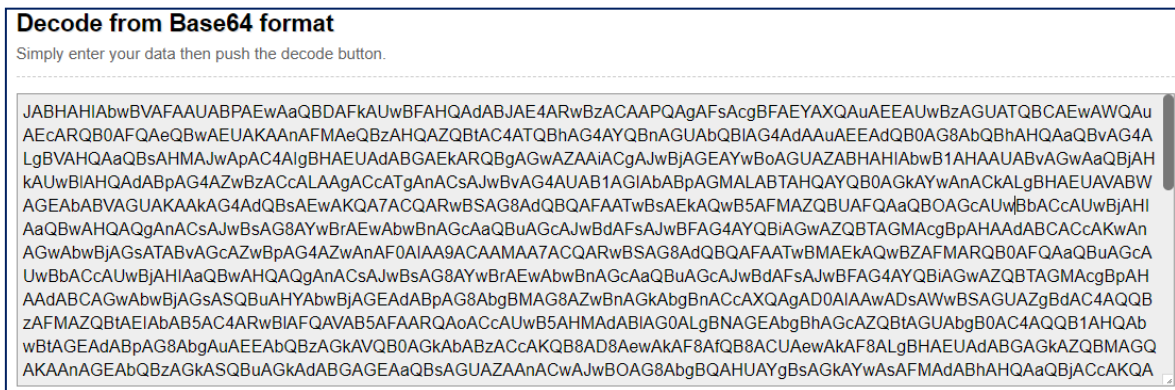 Decode from Base64 format
Simply enter your data then push the decode button.
JABHAHIAbwBVAFAAUABPAEwAaQBDAFkAUwBFAHQAdABJAE4ARwBzACAAPQAgAFsAcgBFAEYAXQAuAEEAUwBzAGUATQBCAEwAWQAu
AEcARQB0AFQAeQBwAEUAKAAnAFMAeQBzAHQAZQBtAC4ATQBhAG4AYQBnAGUAbQBlAG4AdAAuAEEAdQB0AG8AbQBhAHQAaQBvAG4A
LgBVAHQAaQBsAHMAJwApAC4AIgBHAEUAdABGAEkARQBgAGwAZAAiACgAJwBjAGEAYwBoAGUAZABHAHIAbwB1AHAAUABvAGwAaQBjAH
kAUwBlAHQAdABpAG4AZwBzACcALAAgACcATgAnACsAJwBvAG4AUAB1AGIAbABpAGMALABTAHQAYQB0AGkAYwAnACkALgBHAEUAVABW
AGEAbABVAGUAKAAkAG4AdQBsAEwAKQA7ACQARwBSAG8AdQBQAFAATwBsAEkAQwB5AFMAZQBUAFQAaQBOAGcAUwBbACcAUwBjAHI
AaQBwAHQAQgAnACsAJwBsAG8AYwBrAEwAbwBnAGcAaQBuAGcAJwBdAFsAJwBFAG4AYQBiAGwAZQBTAGMAcgBpAHAAdABCACcAKwAn
AGwAbwBjAGsATABvAGcAZwBpAG4AZwAnAF0AIAA9ACAAMAA7ACQARwBSAG8AdQBQAFAATwBMAEkAQwBZAFMARQB0AFQAaQBuAGcA
UwBbACcAUwBjAHIAaQBwAHQAQgAnACsAJwBsAG8AYwBrAEwAbwBnAGcAaQBuAGcAJwBdAFsAJwBFAG4AYQBiAGwAZQBTAGMAcgBpAH
AAdABCAGwAbwBjAGsASQBuAHYAbwBjAGEAdABpAG8AbgBMAG8AZwBnAGkAbgBnACcAXQAgAD0AIAAwADsAWwBSAGUAZgBdAC4AQQB
zAFMAZQBtAEIAbAB5AC4ARwBlAFQAVAB5AFAARQAoACcAUwB5AHMAdABlAG0ALgBNAGEAbgBhAGcAZQBtAGUAbgB0AC4AQQB1AHQAb
wBtAGEAdABpAG8AbgAuAEEAbQBzAGkAVQB0AGkAbABzACcAKQB8AD8AewAkAF8AfQB8ACUAewAkAF8ALgBHAEUAdABGAGkAZQBMAGQ
AKAAnAGEAbQBzAGkASQBuAGkAdABGAGEAaQBsAGUAZAAnACwAJwBOAG8AbgBQAHUAYgBsAGkAYwAsAFMAdABhAHQAaQBjACcAKQA